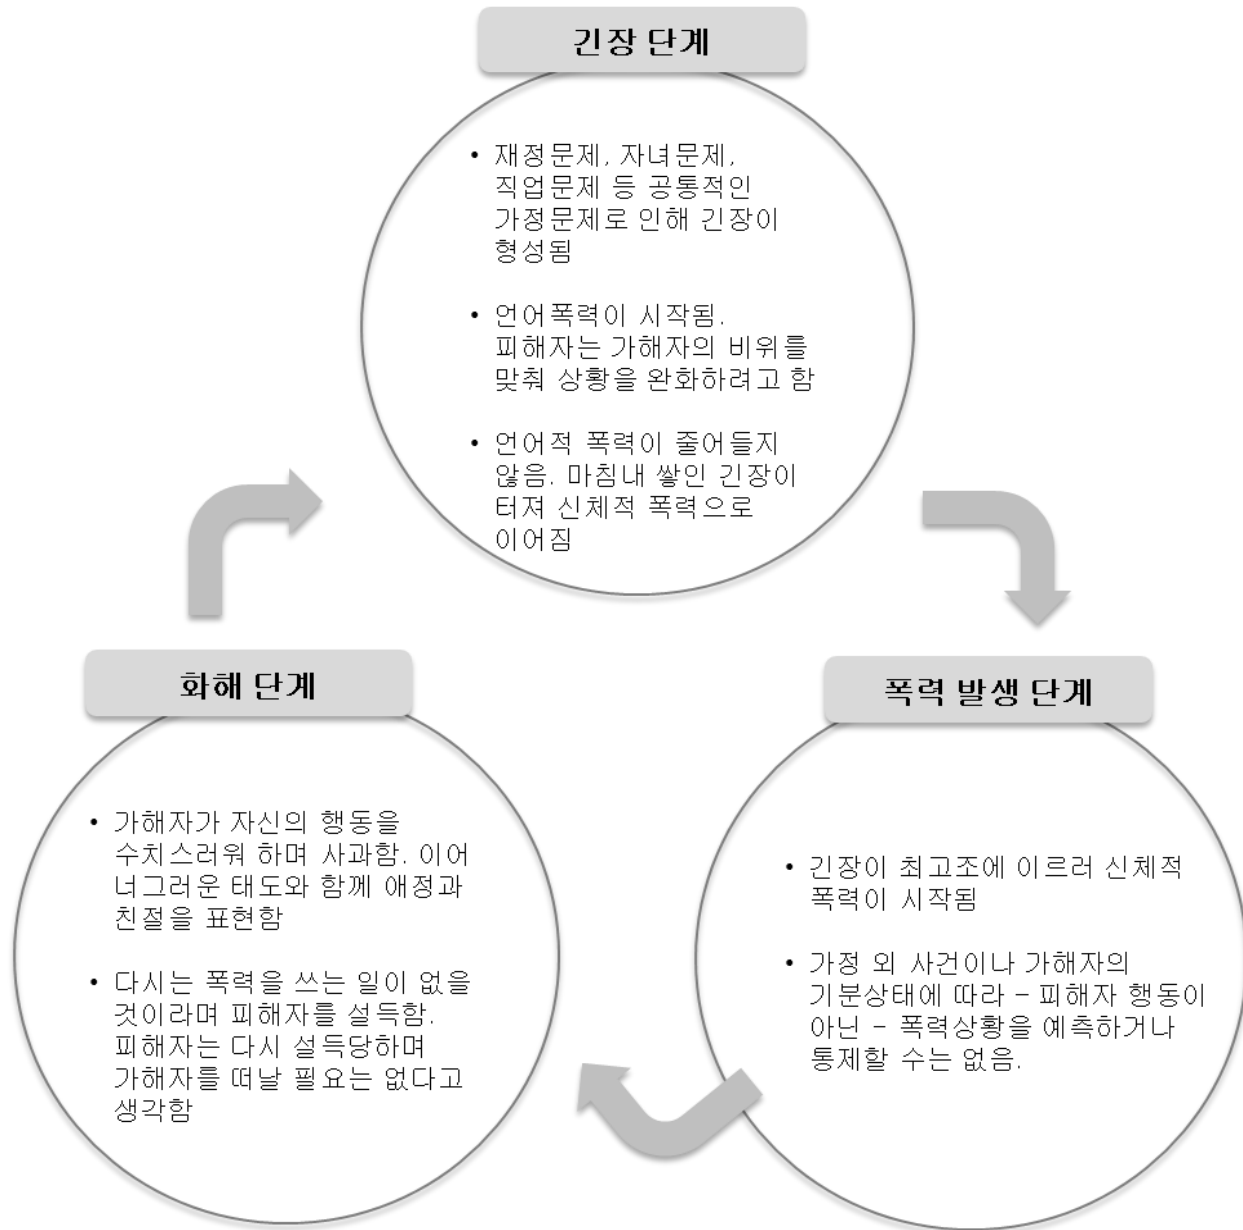 긴장 단계
• 재정문제, 자녀문제,
직업문제 등 공통적인
가정문제로 인해 긴장이
형성됨
• 언어폭력이 시작됨.
피해자는 가해자의 비위를
맞춰 상황을 완화하려고 함
• 언어적 폭력이 줄어들지
않음. 마침내 쌓인 긴장이
터져 신체적 폭력으로
이어짐
화해 단계
• 가해자가 자신의 행동을
수치스러워 하며 사과함. 이어
너그러운 태도와 함께 애정과
친절을 표현함
• 다시는 폭력을 쓰는 일이 없을
것이라며 피해자를 설득함.
피해자는 다시 설득당하며
가해자를 떠날 필요는 없다고
생각함
폭력 발생 단계
• 긴장이 최고조에 이르러 신체적
폭력이 시작됨
• 가정 외 사건이나 가해자의
기분상태에 따라 – 피해자 행동이
아닌 – 폭력상황을 예측하거나
통제할 수는 없음.